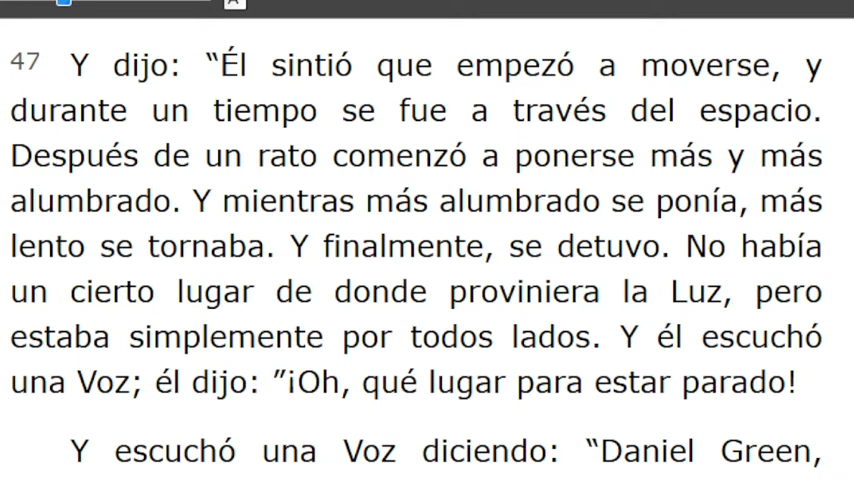 A
47 Y dijo: “Él sintió que empezó a moverse, y
durante un tiempo se fue a través del espacio.
Después de un rato comenzó a ponerse más y más
alumbrado. Y mientras más alumbrado se ponía, más
lento se tornaba. Y finalmente, se detuvo. No había
un cierto lugar de donde proviniera la Luz, pero
estaba simplemente por todos lados. Y él escuchó
una Voz; él dijo: ”¡Oh, qué lugar para estar parado!
Y escuchó una Voz diciendo: “Daniel Green,